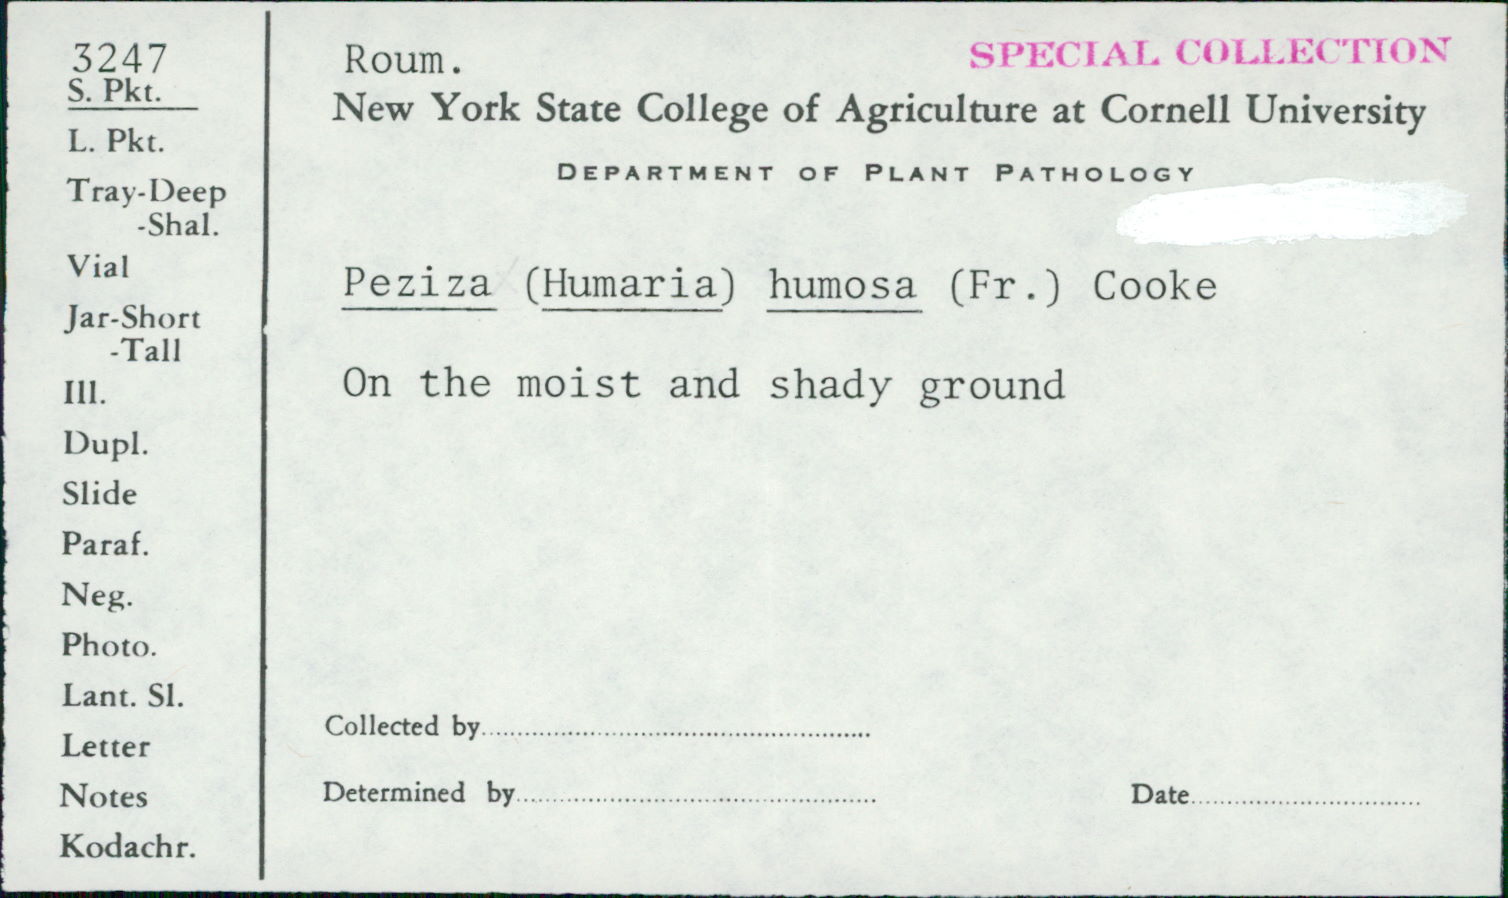 3247
S. Pkt.
L. Pkt.
Tray-Deep
-Shal.
Vial
Jar-Short
-Tall
Ill.
Dupl.
Slide
Paraf.
Neg.
Photo.
Lant. Sl.
Letter
Notes
Kodachr.
Roum.
SPECIAL COLLECTION
New York State College of Agriculture at Cornell University
DEPARTMENT OF PLANT PATHOLOGY
Peziza (Humaria) humosa (Fr.) Cooke
On the moist and shady ground
Collected by
Determined by
Date